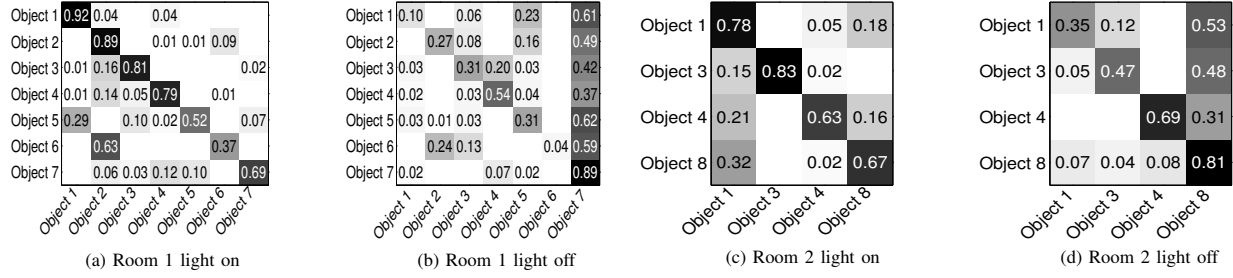 Object 1 0.92 0.04 0.04
Object 2 0.89 0.01 0.01 0.09
Object 3 0.01 0.16 0.81 0.02
Object 4 0.01 0.14 0.05 0.79 0.01
Object 5 0.29 0.10 0.02 0.52 0.07
Object 6 0.63 0.37
Object 7 0.06 0.03 0.12 0.10 0.69
Object 1 Object 2 Object 3 Object 4 Object 5 Object 6 Object 7
(a) Room 1 light on
Object 1 0.10 0.06 0.23 0.61
Object 2 0.27 0.08 0.16 0.49
Object 3 0.03 0.31 0.20 0.03 0.42
Object 4 0.02 0.03 0.54 0.04 0.37
Object 5 0.03 0.01 0.03 0.31 0.62
Object 6 0.24 0.13 0.04 0.59
Object 7 0.02 0.07 0.02 0.89
Object 1 Object 2 Object 3 Object 4 Object 5 Object 6 Object 7
(b) Room 1 light off
Object 1 0.78 0.05 0.18
Object 3 0.15 0.83 0.02
Object 4 0.21 0.63 0.16
Object 8 0.32 0.02 0.67
Object 1 Object 3 Object 4 Object 8
(c) Room 2 light on
Object 1 0.35 0.12 0.53
Object 3 0.05 0.47 0.48
Object 4 0.69 0.31
Object 8 0.07 0.04 0.08 0.81
Object 1 Object 3 Object 4 Object 8
(d) Room 2 light off